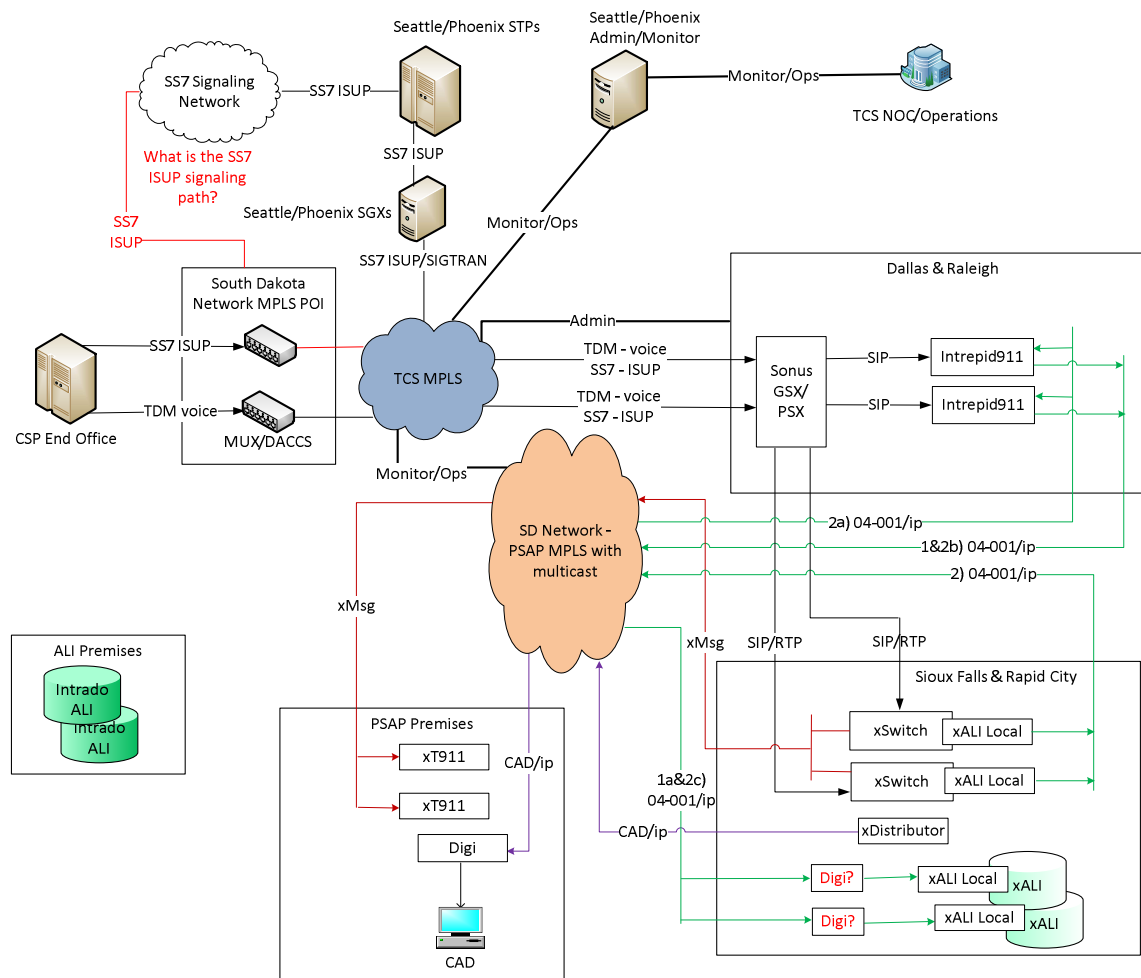 Seattle/Phoenix STPs
Seattle/Phoenix
Admin/Monitor
SS7 Signaling
Network
SS7 ISUP
Monitor/Ops
TCS NOC/Operations
What is the SS7
ISUP signaling
path?
SS7 ISUP
Seattle/Phoenix SGXs
SS7
ISUP
Monitor/Ops
SS7 ISUP/SIGTRAN
South Dakota
Network MPLS POI
Dallas & Raleigh
SS7 ISUP
TDM voice
CSP End Office
MUX/DACCS
TCS MPLS
Admin
TDM - voice
SS7 - ISUP
TDM - voice
SS7 - ISUP
Sonus
GSX/
PSX
SIP
SIP
Intrepid911
Intrepid911
Monitor/Ops
SD Network -
PSAP MPLS with
multicast
2a) 04-001/ip
1&2b) 04-001/ip
2) 04-001/ip
xMsg
xMsg
SIP/RTP
SIP/RTP
ALI Premises
Intrado
ALI
Intrado
ALI
PSAP Premises
xT911
xT911
CAD/ip
Digi
CAD
1a&2c)
04-001/ip
Sioux Falls & Rapid City
xSwitch
xALI Local
xSwitch
xALI Local
CAD/ip
xDistributor
Digi?
xALI Local
xALI
Digi?
xALI Local
xALI